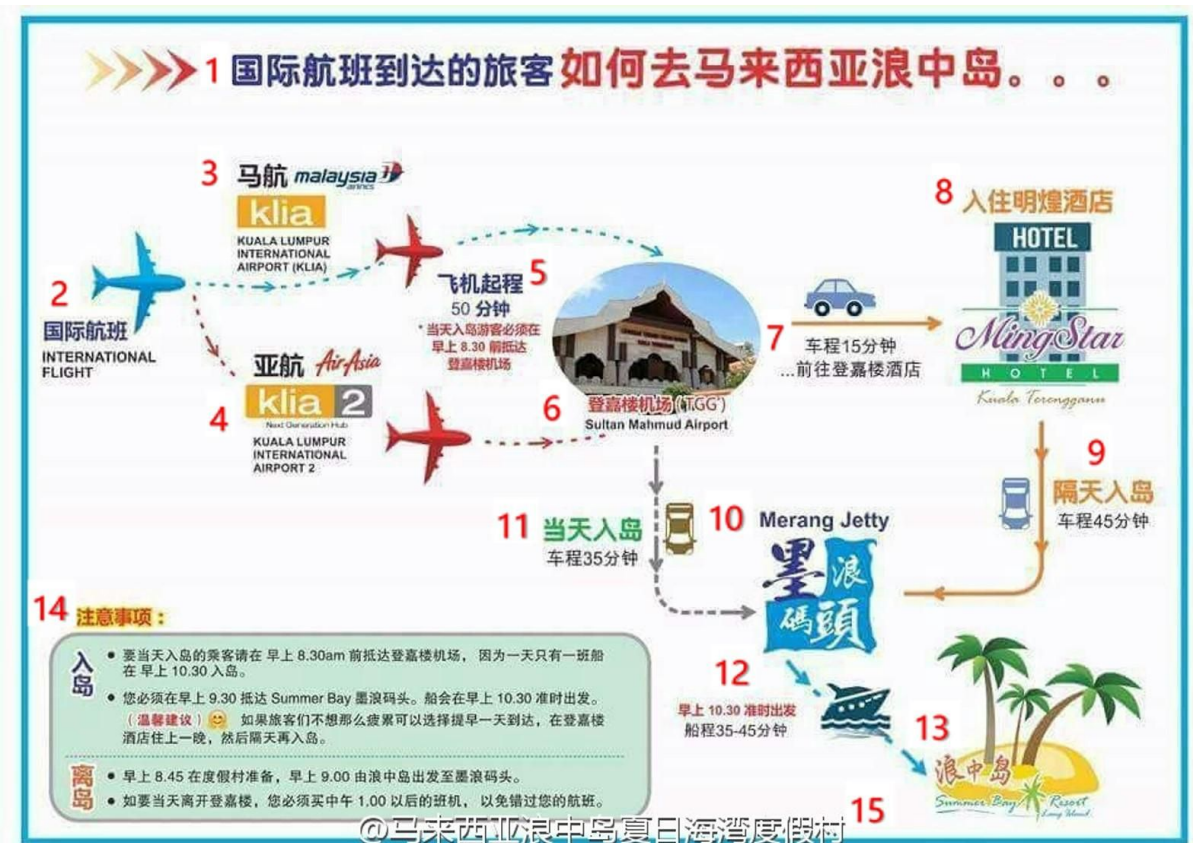 1 国际航班到达的旅客 如何去马来西亚浪中岛。。。
2
国际航班
INTERNATIONAL
FLIGHT
3 马航 malaysia
airlines
klia
KUALA LUMPUR
INTERNATIONAL
AIRPORT (KLIA)
4 亚航 AirAsia
klia 2
Next Generation Hub
KUALA LUMPUR
INTERNATIONAL
AIRPORT 2
5 飞机起程
50 分钟
*当天入岛游客必须在
早上 8.30 前抵达
登嘉楼机场
6 登嘉楼机场 (TGG')
Sultan Mahmud Airport
7 车程15分钟
...前往登嘉楼酒店
8 入住明煌酒店
HOTEL
MingStar
HOTEL
Kuala Terengganu
9 隔天入岛
车程45分钟
10 Merang Jetty
墨浪
碼頭
11 当天入岛
车程35分钟
12
早上 10.30 准时出发
船程35-45分钟
13
浪中岛
Summer Bay Resort
Lang Island
14 注意事项：
入岛
• 要当天入岛的乘客请在 早上 8.30am 前抵达登嘉楼机场， 因为一天只有一班船
在 早上 10.30 入岛。
• 您必须在早上 9.30 抵达 Summer Bay 墨浪码头。船会在早上 10.30 准时出发。
（温馨建议）🤗 如果旅客们不想那么疲累可以选择提早一天到达，在登嘉楼
酒店住上一晚，然后隔天再入岛。
离岛
• 早上 8.45 在度假村准备，早上 9.00 由浪中岛出发至墨浪码头。
• 如要当天离开登嘉楼，您必须买中午 1.00 以后的班机， 以免错过您的航班。
15
@马来西亚浪中岛夏日海湾度假村